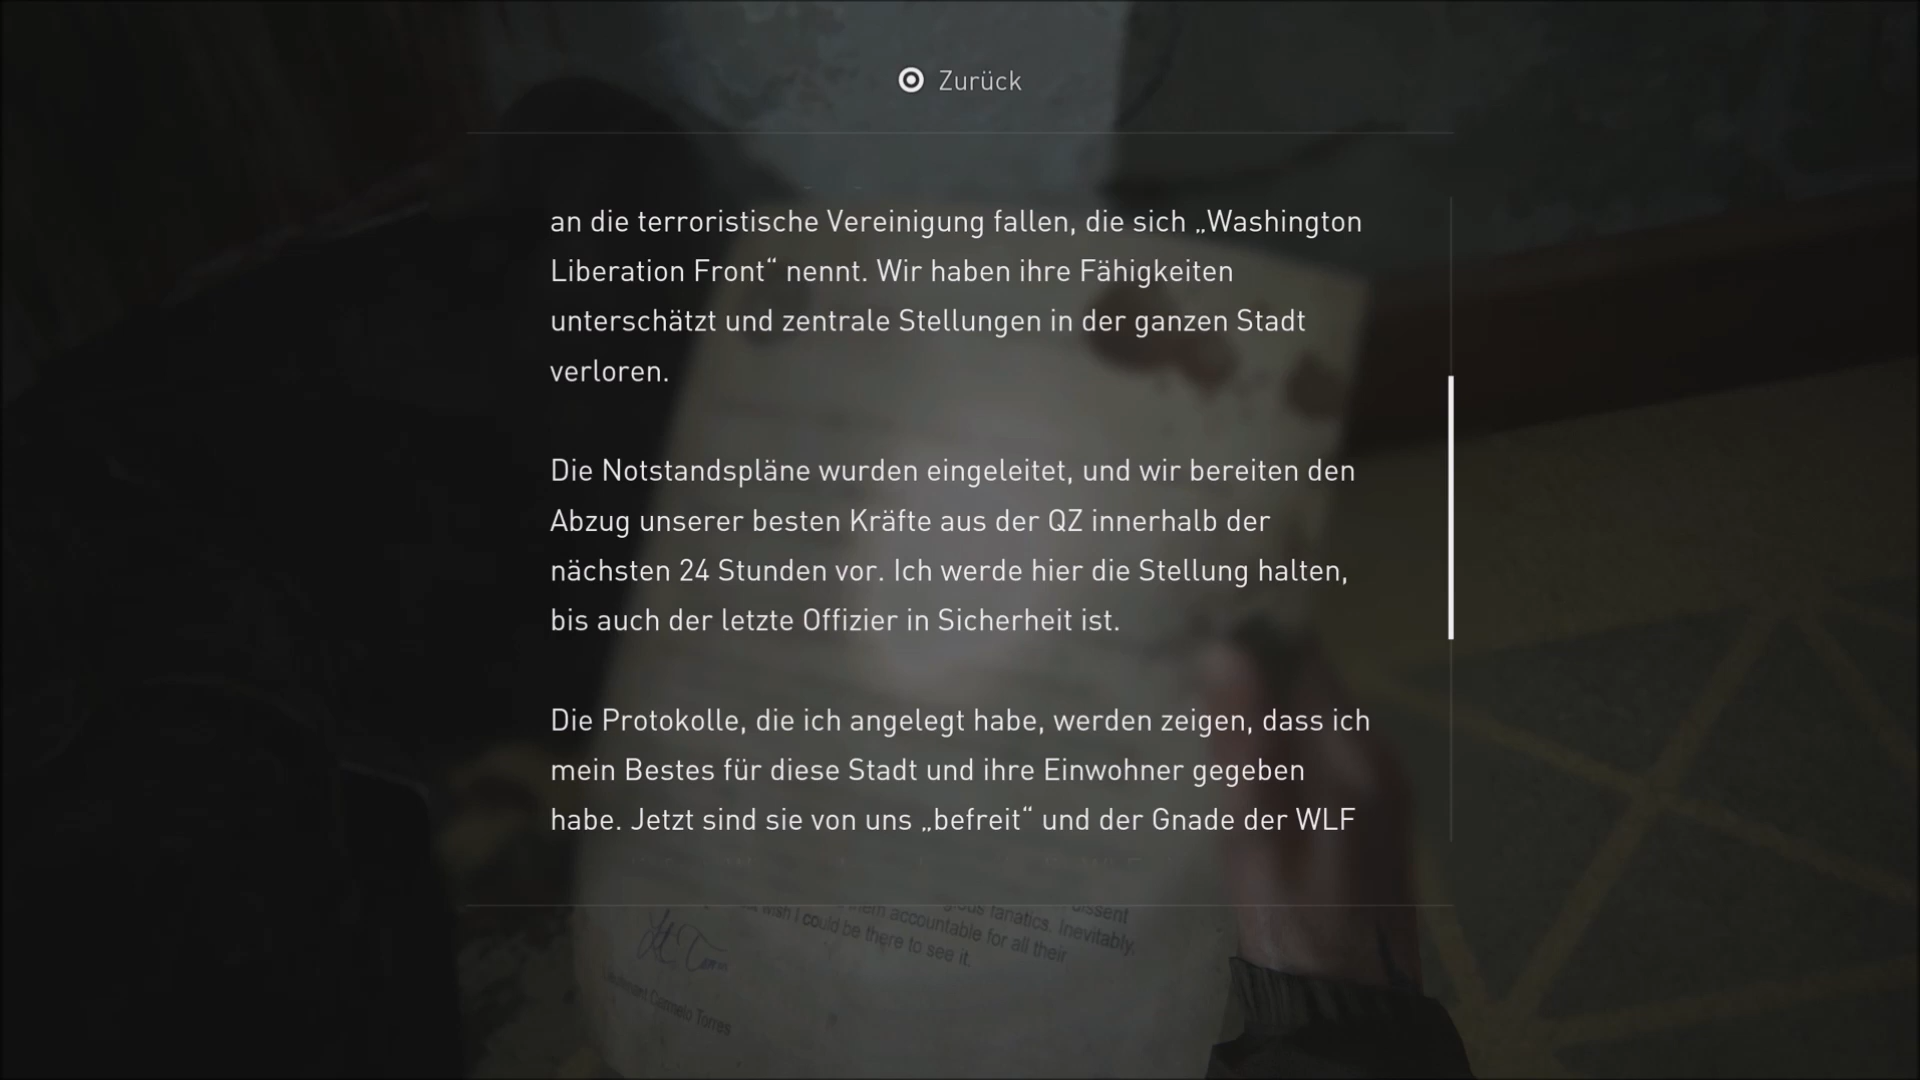 Zurück
an die terroristische Vereinigung fallen, die sich „Washington
Liberation Front“ nennt. Wir haben ihre Fähigkeiten
unterschätzt und zentrale Stellungen in der ganzen Stadt
verloren.
Die Notstandspläne wurden eingeleitet, und wir bereiten den
Abzug unserer besten Kräfte aus der QZ innerhalb der
nächsten 24 Stunden vor. Ich werde hier die Stellung halten,
bis auch der letzte Offizier in Sicherheit ist.
Die Protokolle, die ich angelegt habe, werden zeigen, dass ich
mein Bestes für diese Stadt und ihre Einwohner gegeben
habe. Jetzt sind sie von uns „befreit“ und der Gnade der WLF
dissent
fanatics. Inevitably,
them accountable for all their
wish I could be there to see it.
Lieutenant Carmelo Torres